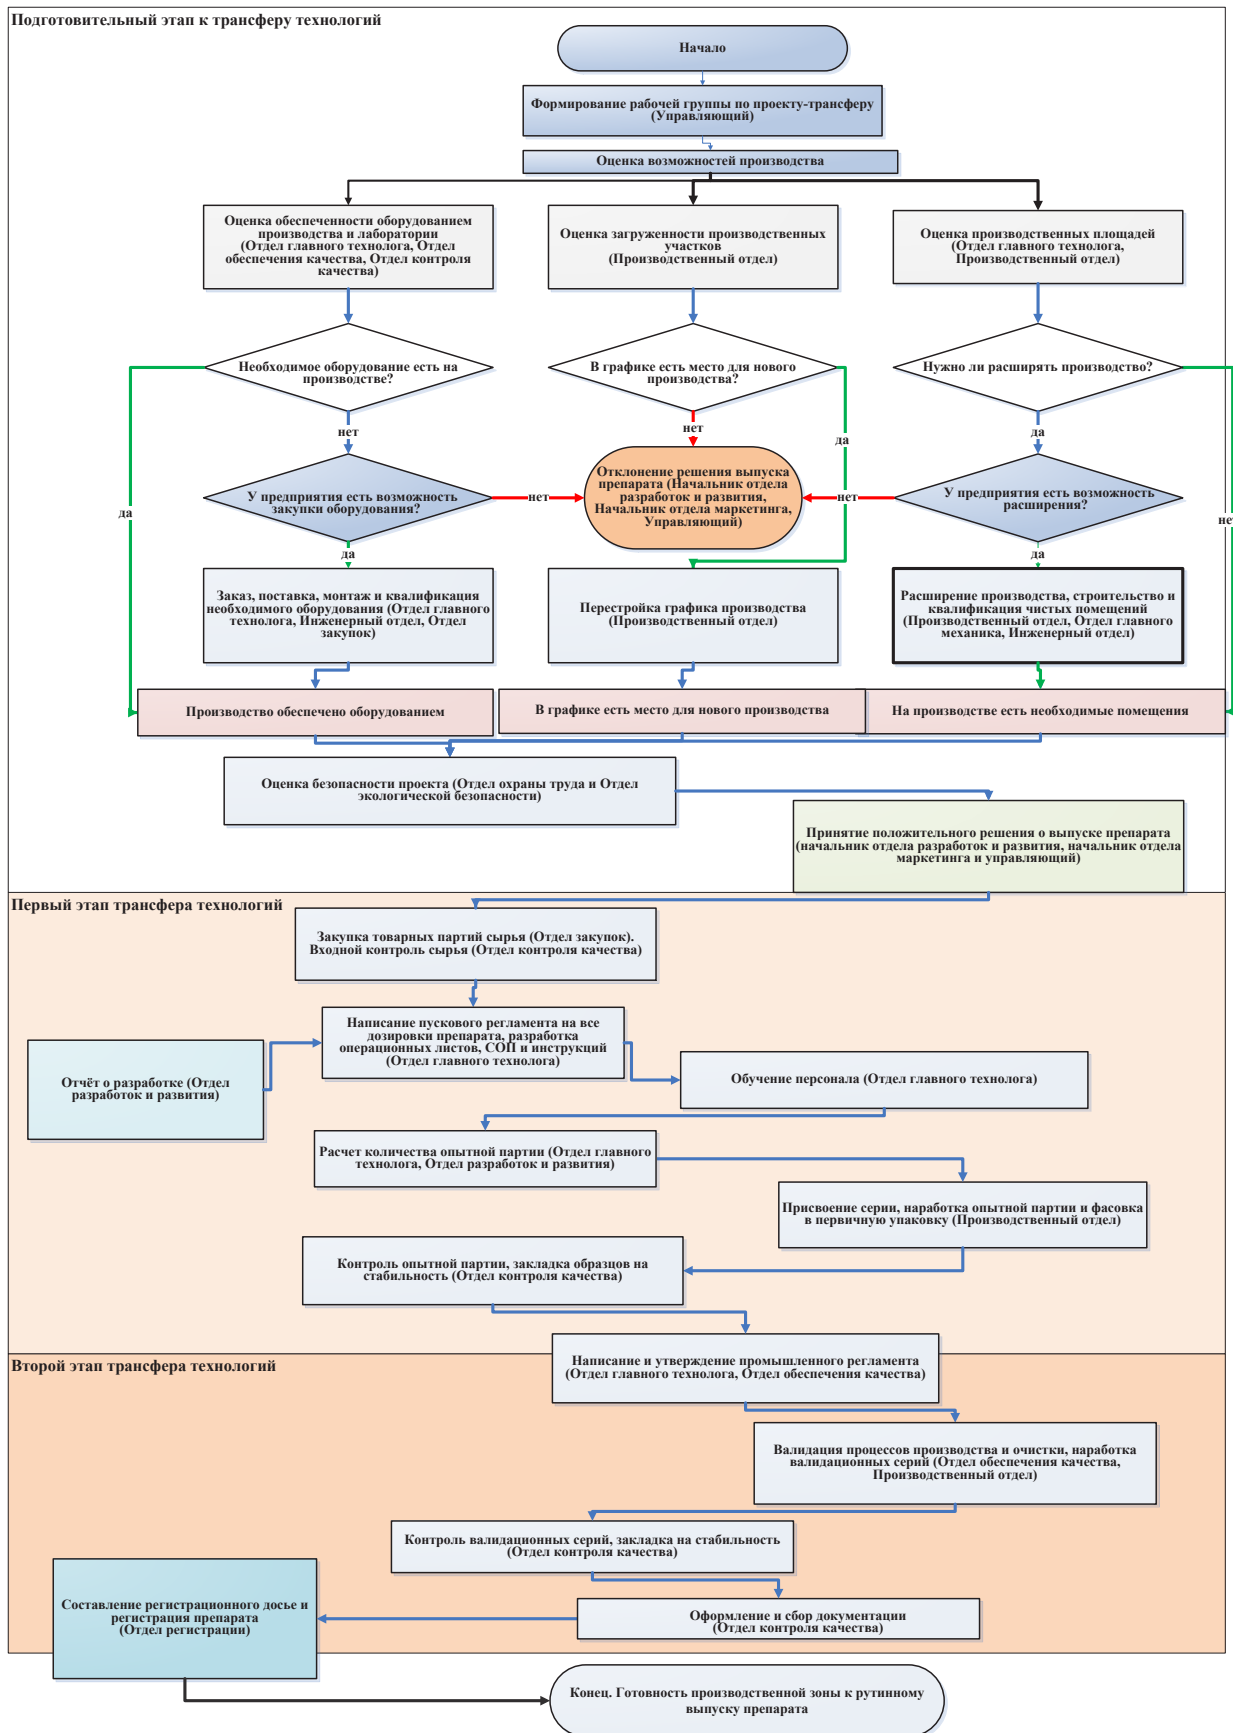 Подготовительный этап к трансферу технологий
Начало
Формирование рабочей группы по проекту-трансферу
(Управляющий)
Оценка возможностей производства
Оценка обеспеченности оборудованием
производства и лаборатории
(Отдел главного технолога, Отдел
обеспечения качества, Отдел контроля
качества)
Оценка загруженности производственных
участков
(Производственный отдел)
Оценка производственных площадей
(Отдел главного технолога,
Производственный отдел)
Необходимое оборудование есть на
производстве?
В графике есть место для нового
производства?
Нужно ли расширять производство?
нет
нет
да
да
У предприятия есть возможность
закупки оборудования?
нет
Отклонение решения выпуска
препарата (Начальник отдела
разработок и развития,
Начальник отдела маркетинга,
Управляющий)
нет
У предприятия есть возможность
расширения?
да
нет
да
да
Заказ, поставка, монтаж и квалификация
необходимого оборудования (Отдел главного
технолога, Инженерный отдел, Отдел
закупок)
Перестройка графика производства
(Производственный отдел)
Расширение производства, строительство и
квалификация чистых помещений
(Производственный отдел, Отдел главного
механика, Инженерный отдел)
Производство обеспечено оборудованием
В графике есть место для нового производства
На производстве есть необходимые помещения
Оценка безопасности проекта (Отдел охраны труда и Отдел
экологической безопасности)
Принятие положительного решения о выпуске препарата
(начальник отдела разработок и развития, начальник отдела
маркетинга и управляющий)
Первый этап трансфера технологий
Закупка товарных партий сырья (Отдел закупок).
Входной контроль сырья (Отдел контроля качества)
Написание пускового регламента на все
дозировки препарата, разработка
операционных листов, СОП и инструкций
(Отдел главного технолога)
Отчёт о разработке (Отдел
разработок и развития)
Обучение персонала (Отдел главного технолога)
Расчет количества опытной партии (Отдел главного
технолога, Отдел разработок и развития)
Присвоение серии, наработка опытной партии и фасовка
в первичную упаковку (Производственный отдел)
Контроль опытной партии, закладка образцов на
стабильность (Отдел контроля качества)
Написание и утверждение промышленного регламента
(Отдел главного технолога, Отдел обеспечения качества)
Второй этап трансфера технологий
Валидация процессов производства и очистки, наработка
валидационных серий (Отдел обеспечения качества,
Производственный отдел)
Контроль валидационных серий, закладка на стабильность
(Отдел контроля качества)
Составление регистрационного досье и
регистрация препарата
(Отдел регистрации)
Оформление и сбор документации
(Отдел контроля качества)
Конец. Готовность производственной зоны к рутинному
выпуску препарата